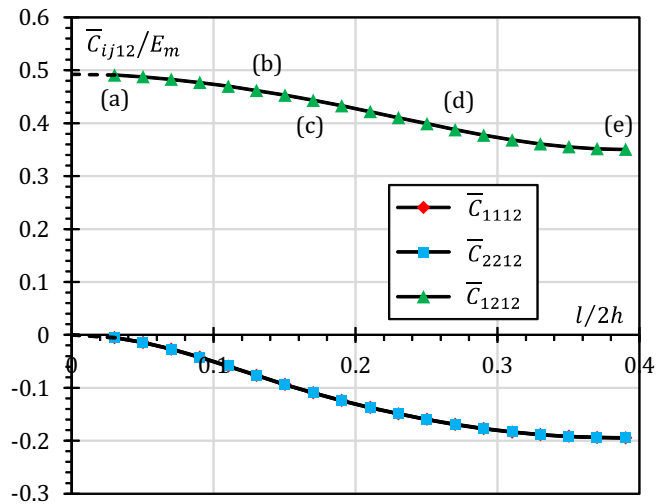 0.6
C̅ᵢⱼ₁₂/Eₘ
0.5
(b)
(a)
(d)
0.4
(c)
(e)
0.3
C̅₁₁₁₂
0.2
C̅₂₂₁₂
0.1
C̅₁₂₁₂
l/2h
0
0 0.1 0.2 0.3 0.4
-0.1
-0.2
-0.3